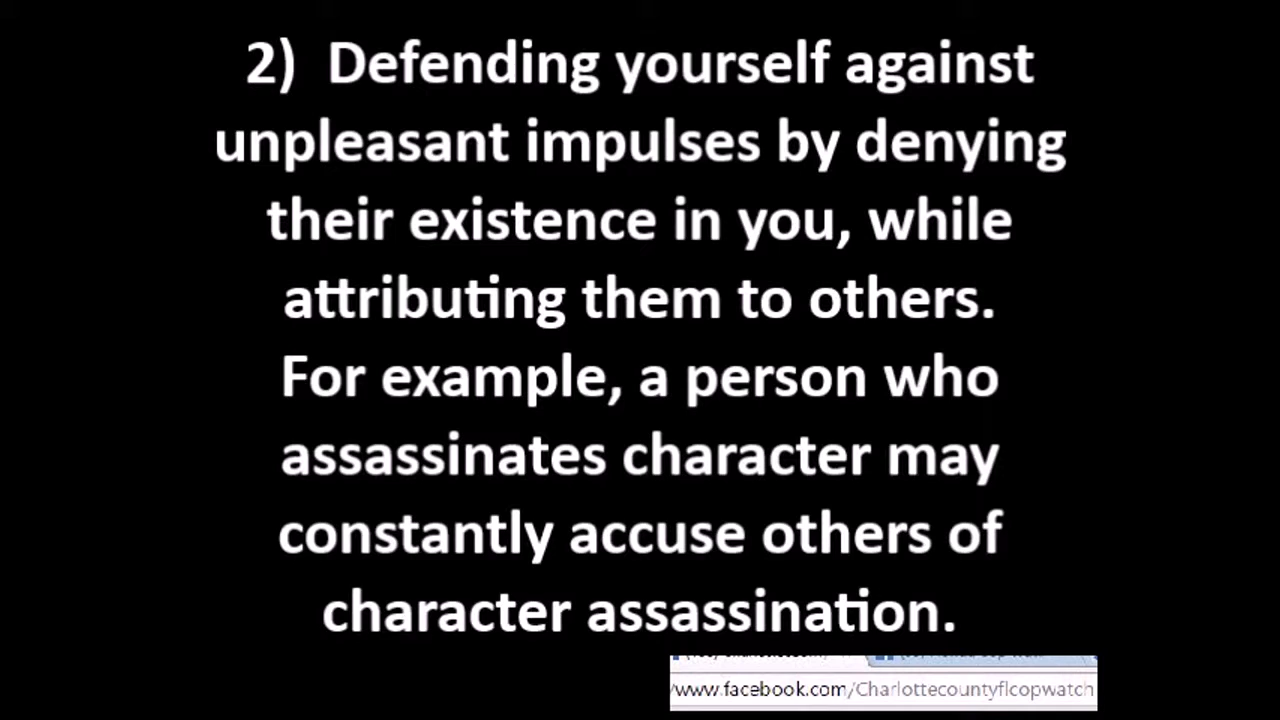 2) Defending yourself against
unpleasant impulses by denying
their existence in you, while
attributing them to others.
For example, a person who
assassinates character may
constantly accuse others of
character assassination.
/www.facebook.com/Charlottecountyflcopwatch